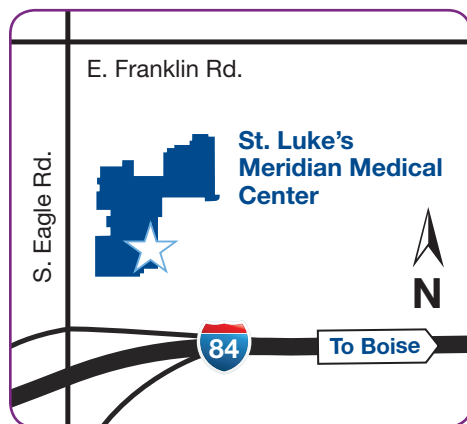 E. Franklin Rd.
S. Eagle Rd.
St. Luke’s
Meridian Medical
Center
N
84
To Boise